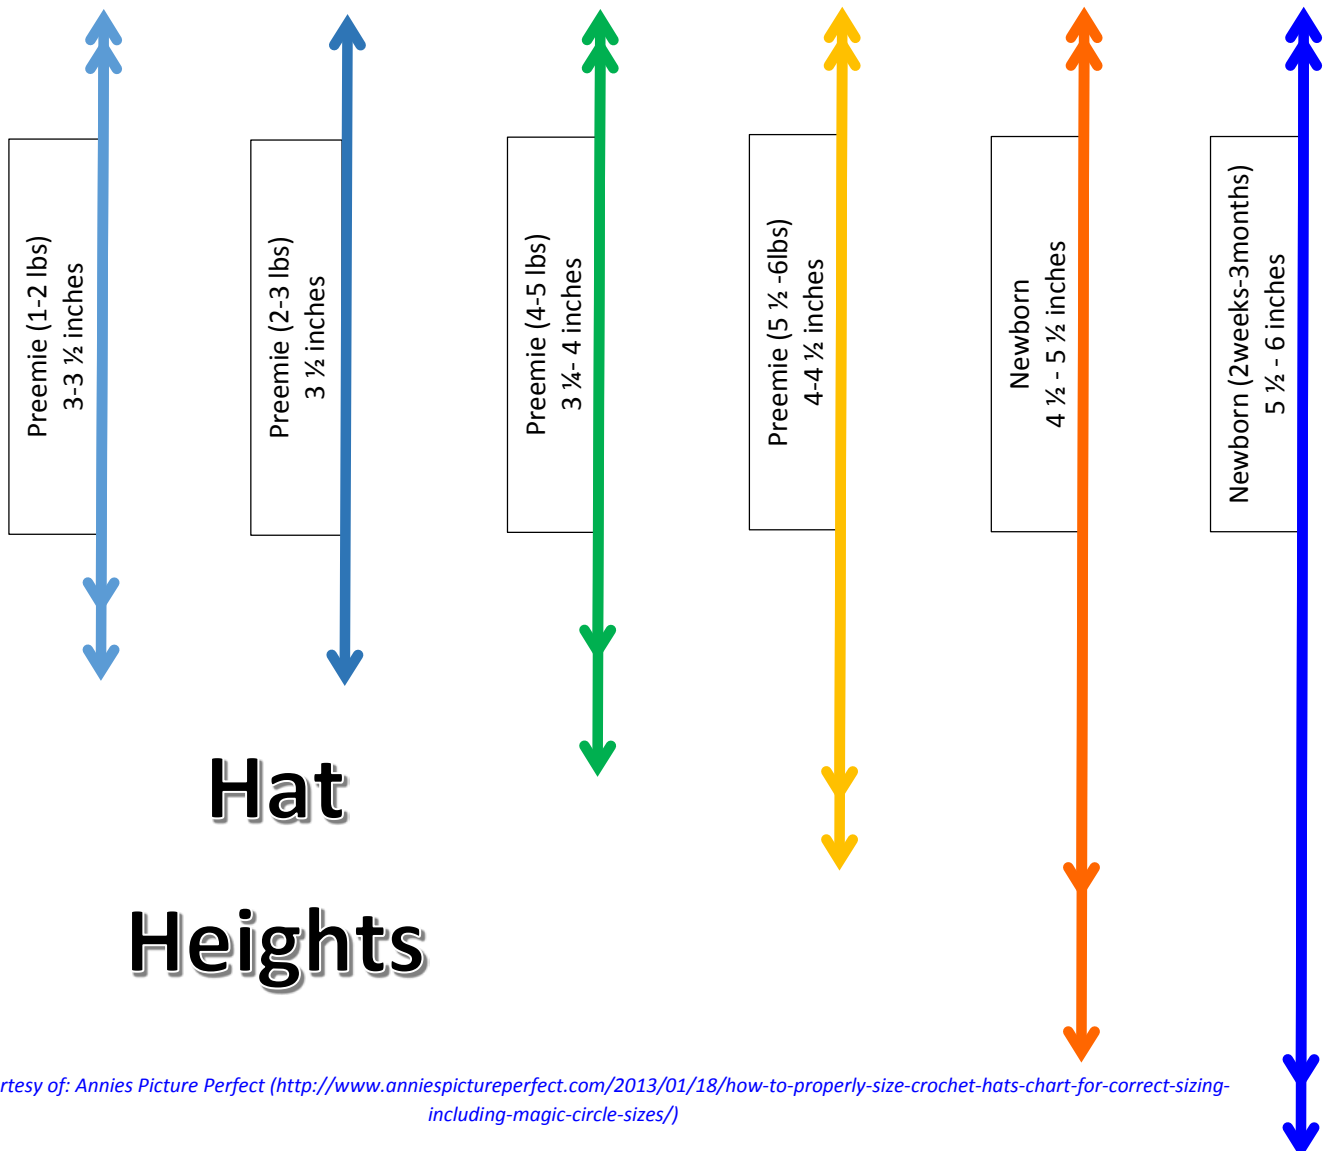 Preemie (1-2 lbs)
3-3 ½ inches
Preemie (2-3 lbs)
3 ½ inches
Preemie (4-5 lbs)
3 ¼- 4 inches
Preemie (5 ½ -6lbs)
4-4 ½ inches
Newborn
4 ½ - 5 ½ inches
Newborn (2weeks-3months)
5 ½ - 6 inches
Hat
Heights
rtesy of: Annies Picture Perfect (http://www.anniespictureperfect.com/2013/01/18/how-to-properly-size-crochet-hats-chart-for-correct-sizing-
including-magic-circle-sizes/)